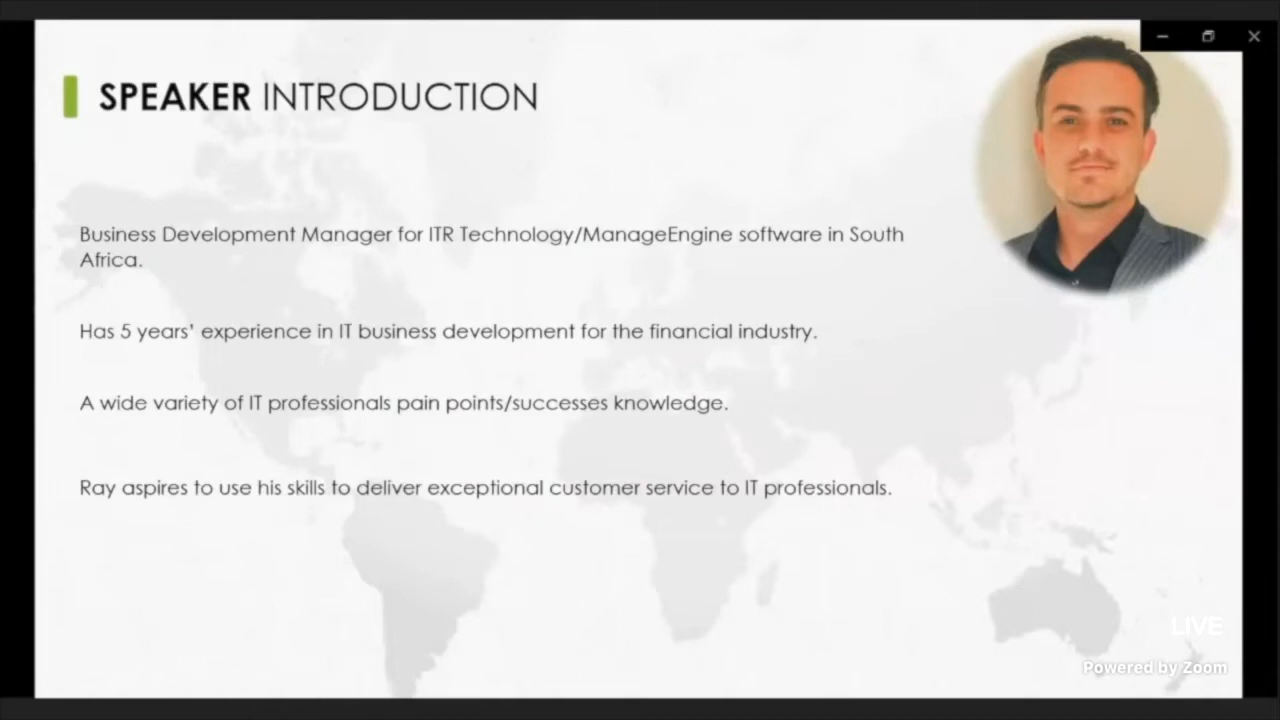 SPEAKER INTRODUCTION
Business Development Manager for ITR Technology/ManageEngine software in South
Africa.
Has 5 years’ experience in IT business development for the financial industry.
A wide variety of IT professionals pain points/successes knowledge.
Ray aspires to use his skills to deliver exceptional customer service to IT professionals.
LIVE
Powered by Zoom